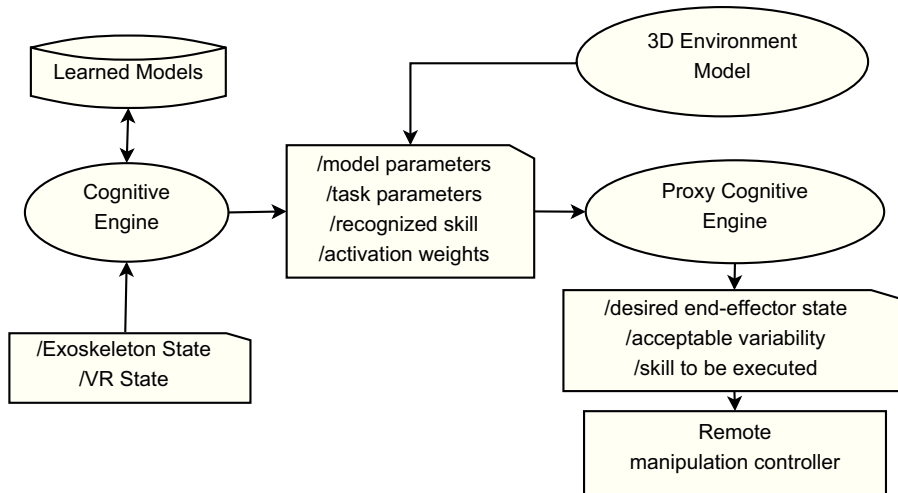 Learned Models
3D Environment
Model
Cognitive
Engine
/model parameters
/task parameters
/recognized skill
/activation weights
Proxy Cognitive
Engine
/Exoskeleton State
/VR State
/desired end-effector state
/acceptable variability
/skill to be executed
Remote
manipulation controller